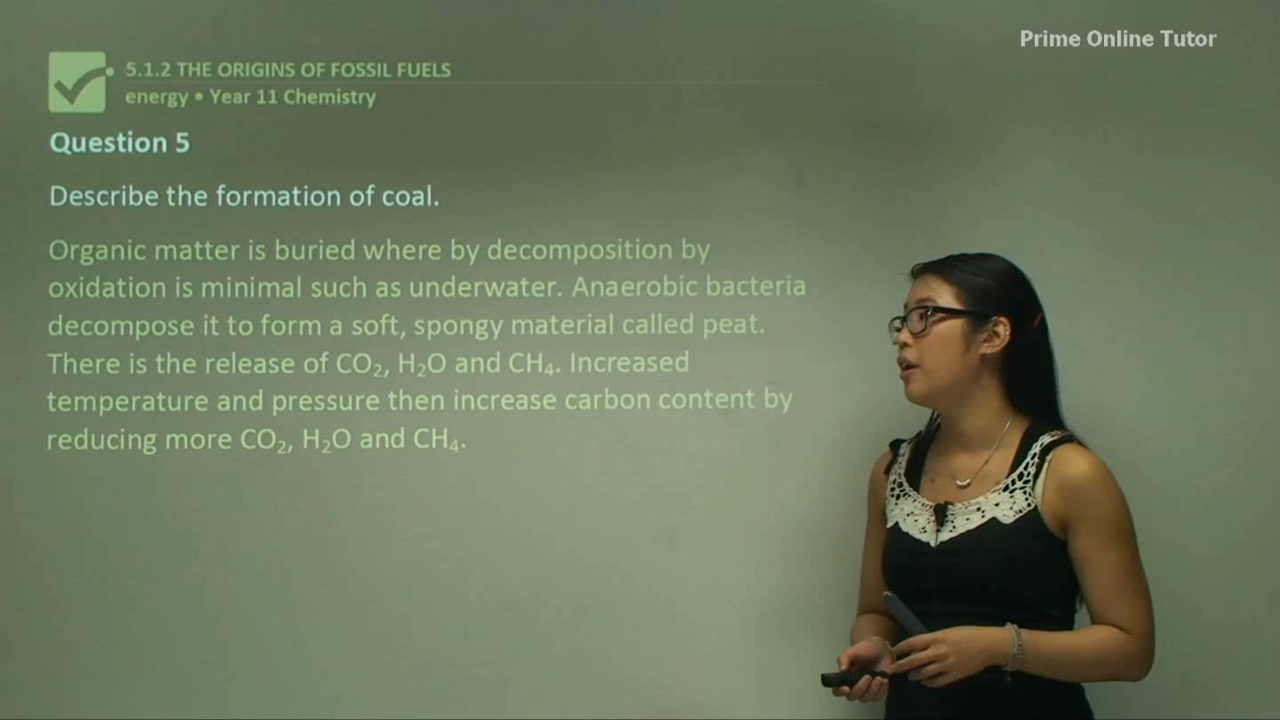 Prime Online Tutor
5.1.2 THE ORIGINS OF FOSSIL FUELS
energy • Year 11 Chemistry
Question 5
Describe the formation of coal.
Organic matter is buried where by decomposition by
oxidation is minimal such as underwater. Anaerobic bacteria
decompose it to form a soft, spongy material called peat.
There is the release of CO₂, H₂O and CH₄. Increased
temperature and pressure then increase carbon content by
reducing more CO₂, H₂O and CH₄.